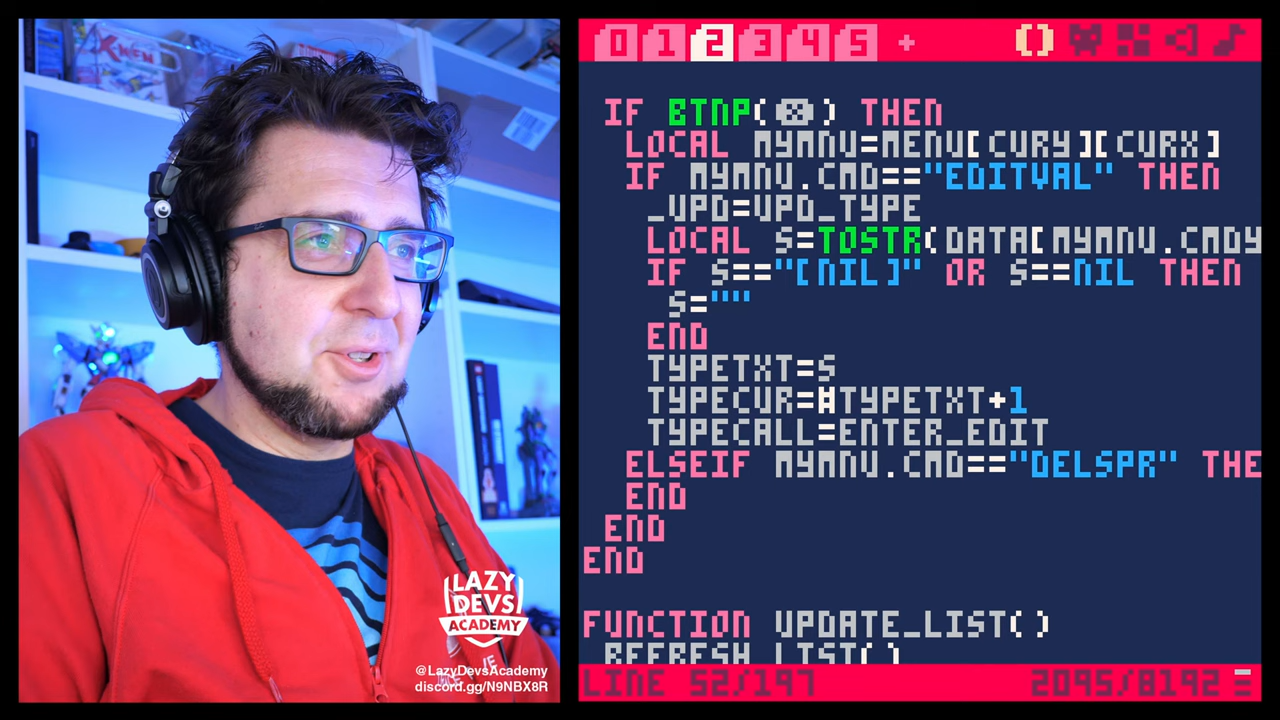 LAZY
DEVS
ACADEMY
@LazyDevsAcademy
discord.gg/N9NBX8R
0 1 2 3 4 5 +
IF BTNP(❎) THEN
LOCAL MYMNU=MENU[CURY][CURX]
IF MYMNU.CMD=="EDITVAL" THEN
_UPD=UPD_TYPE
LOCAL S=TOSTR(DATA[MYMNU.CMDY
IF S=="[NIL]" OR S==NIL THEN
S=""
END
TYPETXT=S
TYPECUR=#TYPETXT+1
TYPECALL=ENTER_EDIT
ELSEIF MYMNU.CMD=="DELSPR" THE
END
END
END
FUNCTION UPDATE_LIST()
REFRESH_LIST()
LINE 52/197
2095/8192